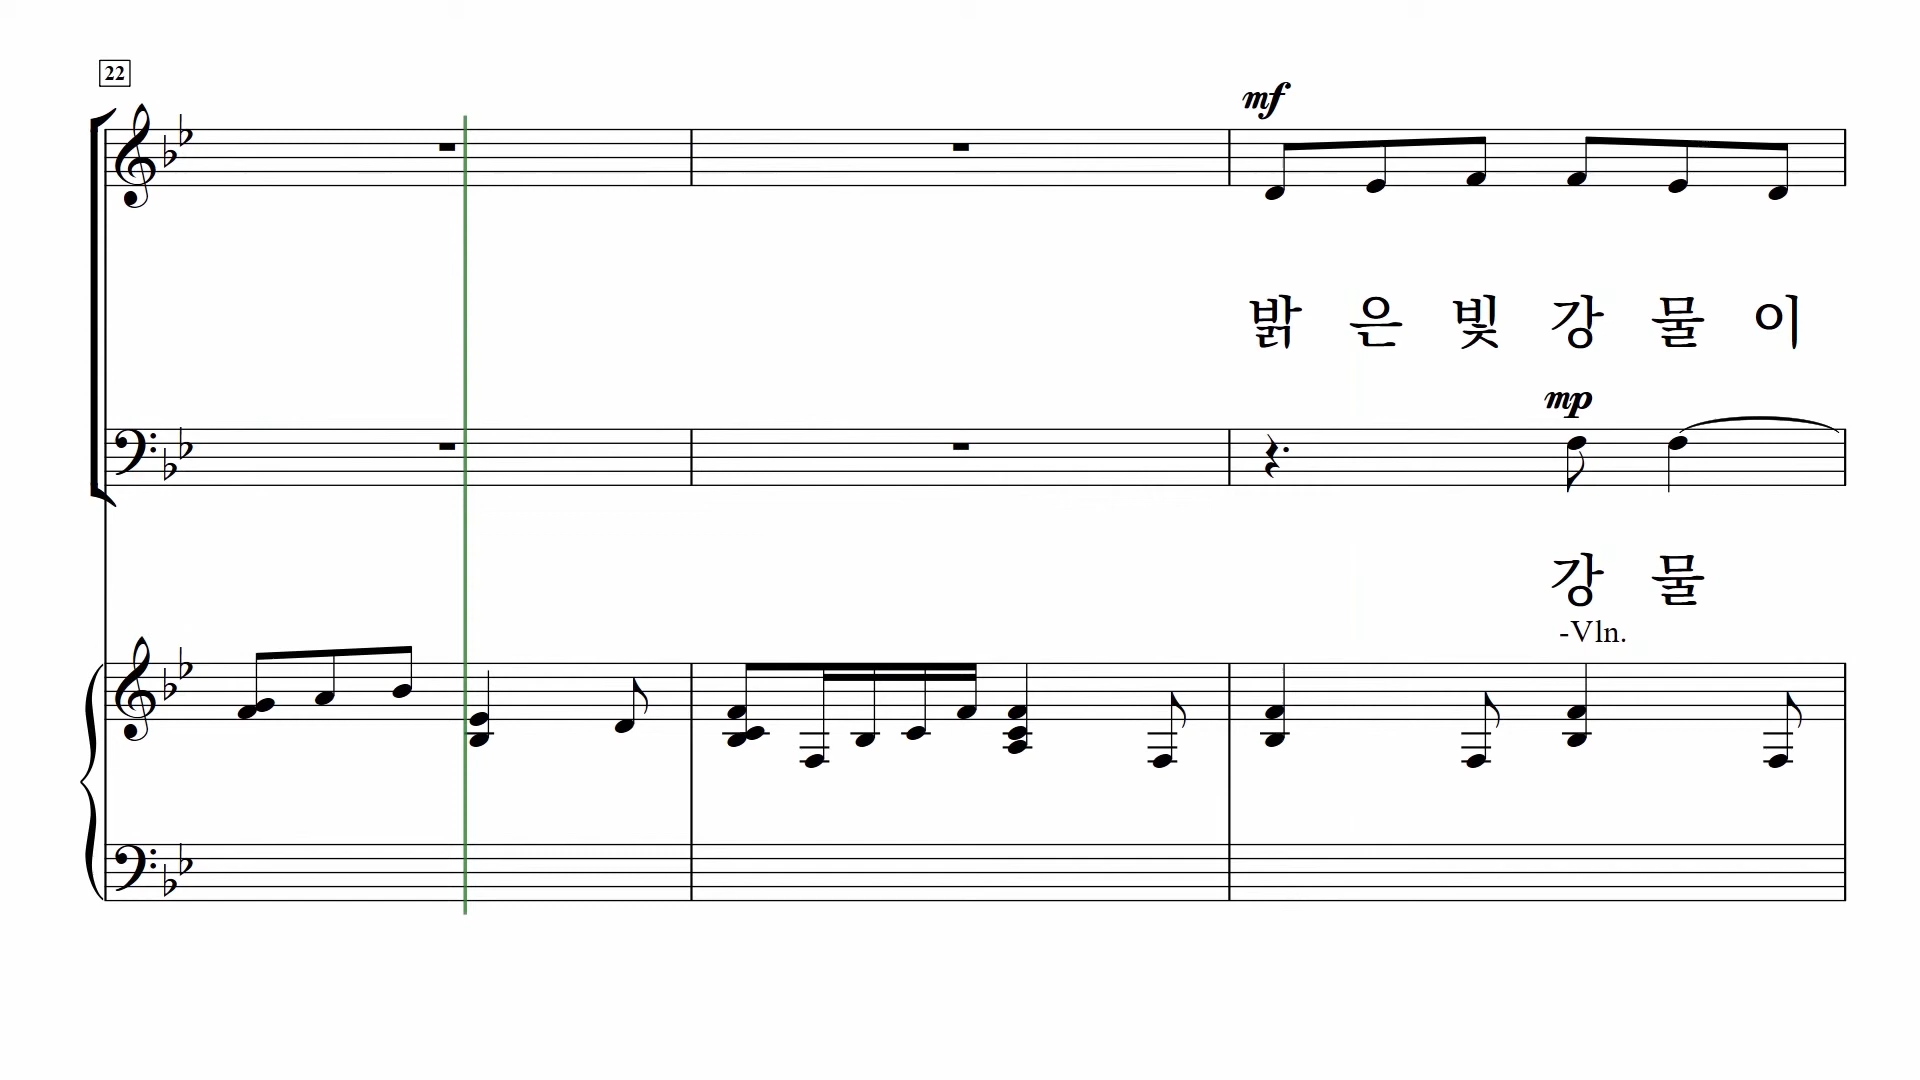 22
mf
밝 은 빛 강 물 이
mp
강 물
-Vln.